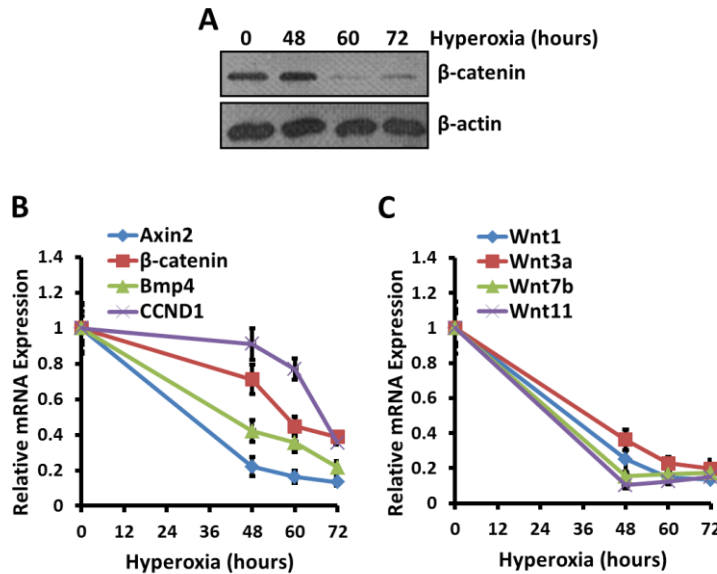 A
0 48 60 72 Hyperoxia (hours)
β-catenin
β-actin
B
Axin2
β-catenin
Bmp4
CCND1
Relative mRNA Expression
1.4
1.2
1
0.8
0.6
0.4
0.2
0
0 12 24 36 48 60 72
Hyperoxia (hours)
C
Wnt1
Wnt3a
Wnt7b
Wnt11
Relative mRNA Expression
1.4
1.2
1
0.8
0.6
0.4
0.2
0
0 12 24 36 48 60 72
Hyperoxia (hours)